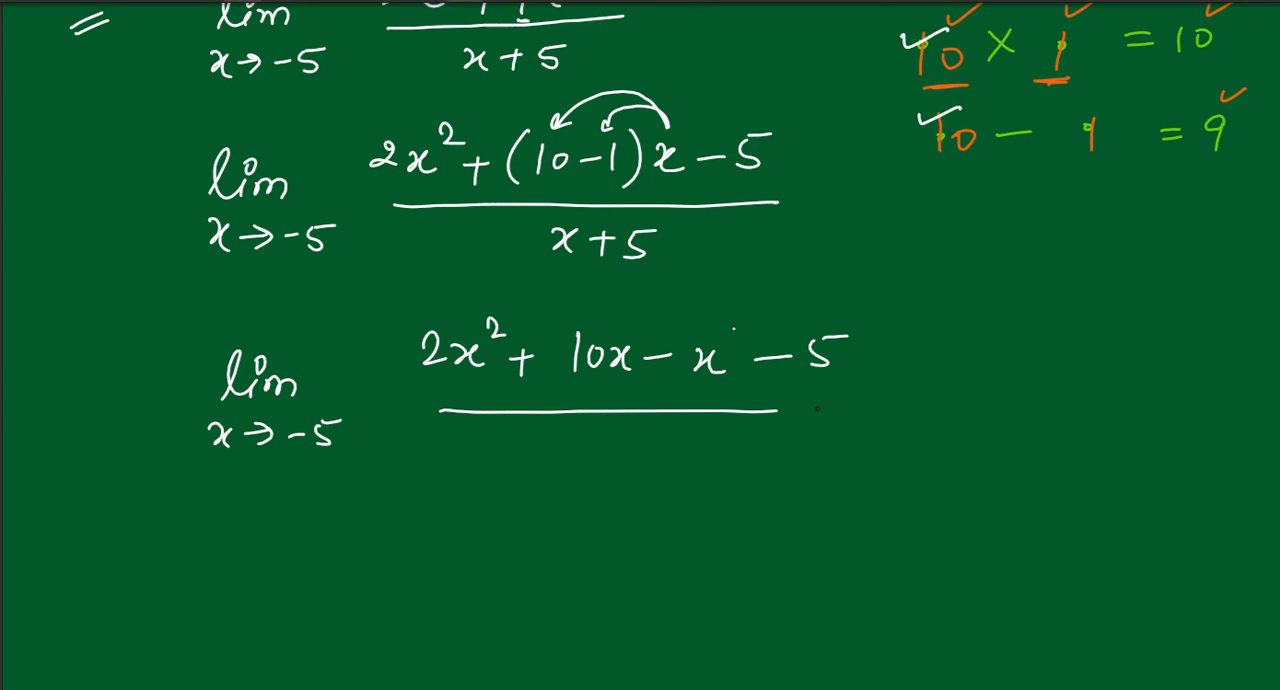 lim
x→-5 x+5
10 × 1 = 10
10 - 1 = 9
lim 2x²+(10-1)x-5
x→-5 x+5
lim 2x²+ 10x-x-5
x→-5